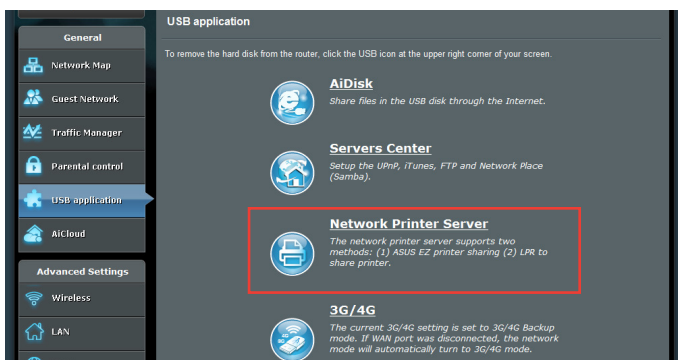 General
Network Map
Guest Network
Traffic Manager
Parental control
USB application
AiCloud
Advanced Settings
Wireless
LAN
USB application
To remove the hard disk from the router, click the USB icon at the upper right corner of your screen.
AiDisk
Share files in the USB disk through the Internet.
Servers Center
Setup the UPnP, iTunes, FTP and Network Place
(Samba).
Network Printer Server
The network printer server supports two
methods: (1) ASUS EZ printer sharing (2) LPR to
share printer.
3G/4G
The current 3G/4G setting is set to 3G/4G Backup
mode. If WAN port was disconnected, the network
mode will automatically turn to 3G/4G mode.